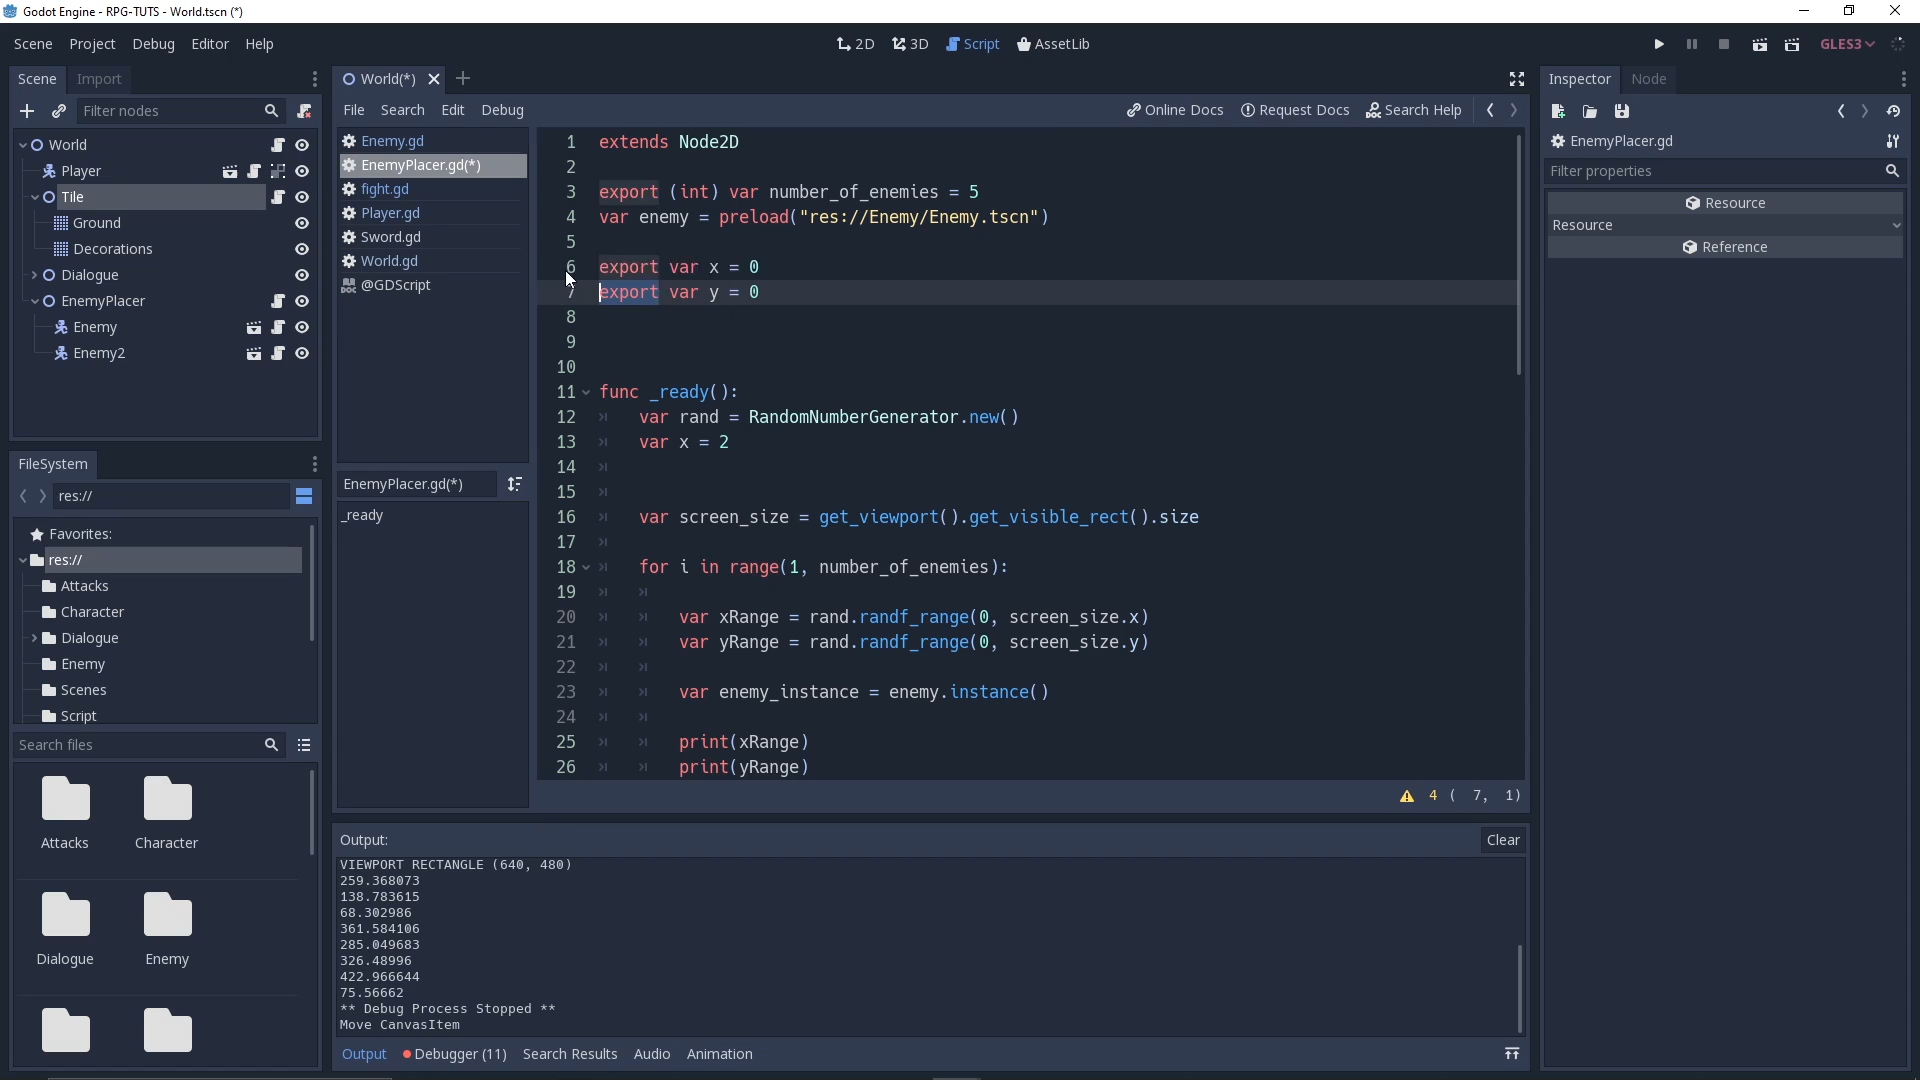 Godot Engine - RPG-TUTS - World.tscn (*)
Scene Project Debug Editor Help
2D 3D Script AssetLib
GLES3
Scene Import
Filter nodes
World
Player
Tile
Ground
Decorations
Dialogue
EnemyPlacer
Enemy
Enemy2
FileSystem
res://
Favorites:
res://
Attacks
Character
Dialogue
Enemy
Scenes
Script
Search files
Attacks Character
Dialogue Enemy
World(*)
File Search Edit Debug
Online Docs Request Docs Search Help
Enemy.gd
EnemyPlacer.gd(*)
fight.gd
Player.gd
Sword.gd
World.gd
@GDScript
EnemyPlacer.gd(*)
_ready
1 extends Node2D
2
3 export (int) var number_of_enemies = 5
4 var enemy = preload("res://Enemy/Enemy.tscn")
5
6 export var x = 0
7 export var y = 0
8
9
10
11 func _ready():
12 var rand = RandomNumberGenerator.new()
13 var x = 2
14
15
16 var screen_size = get_viewport().get_visible_rect().size
17
18 for i in range(1, number_of_enemies):
19
20 var xRange = rand.randf_range(0, screen_size.x)
21 var yRange = rand.randf_range(0, screen_size.y)
22
23 var enemy_instance = enemy.instance()
24
25 print(xRange)
26 print(yRange)
4 ( 7, 1)
Output:
Clear
VIEWPORT RECTANGLE (640, 480)
259.368073
138.783615
68.302986
361.584106
285.049683
326.48996
422.966644
75.56662
** Debug Process Stopped **
Move CanvasItem
Output Debugger (11) Search Results Audio Animation
Inspector Node
EnemyPlacer.gd
Filter properties
Resource
Resource
Reference